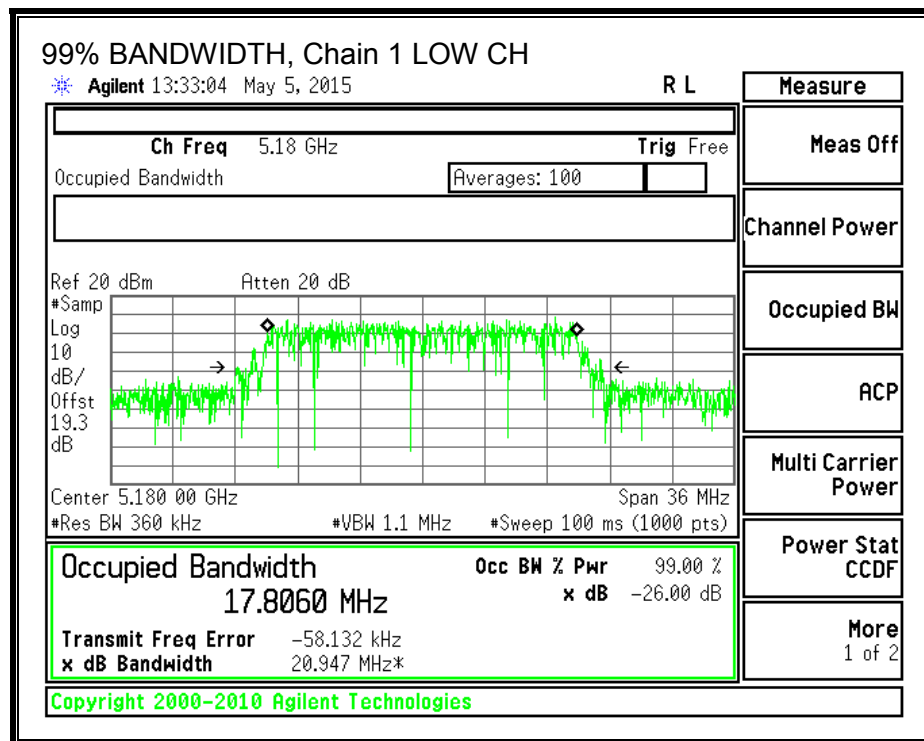 99% BANDWIDTH, Chain 1 LOW CH
Agilent 13:33:04 May 5, 2015 R L
Measure
Ch Freq 5.18 GHz Trig Free
Meas Off
Occupied Bandwidth Averages: 100
Channel Power
Ref 20 dBm Atten 20 dB
#Samp
Log
10
dB/
Offst
19.3
dB
Occupied BW
ACP
Multi Carrier
Power
Center 5.180 00 GHz Span 36 MHz
#Res BW 360 kHz #VBW 1.1 MHz #Sweep 100 ms (1000 pts)
Power Stat
CCDF
Occupied Bandwidth Occ BW % Pwr 99.00 %
17.8060 MHz x dB -26.00 dB
Transmit Freq Error -58.132 kHz
x dB Bandwidth 20.947 MHz*
More
1 of 2
Copyright 2000-2010 Agilent Technologies